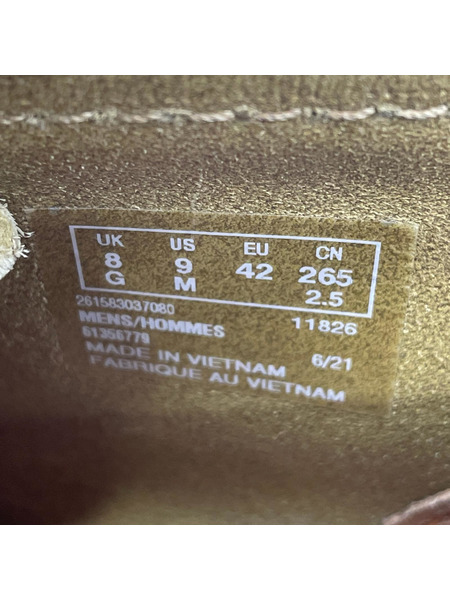 UK US EU CN
8 9 42 265
G M 2.5
261583037080
MENS/HOMMES 11826
61356779
MADE IN VIETNAM 6/21
FABRIQUE AU VIETNAM